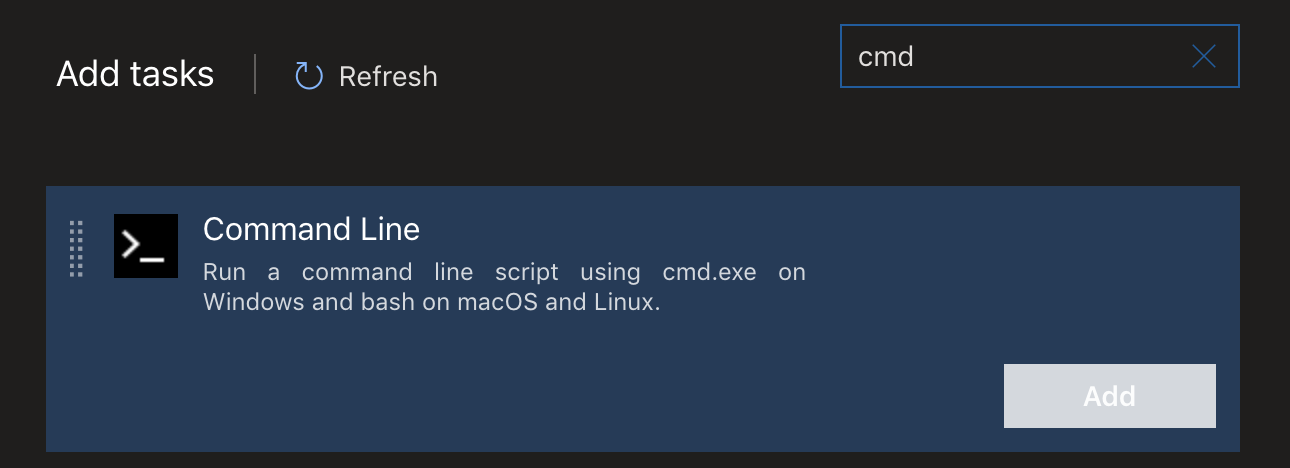 Add tasks
Refresh
cmd
Command Line
Run a command line script using cmd.exe on
Windows and bash on macOS and Linux.
Add